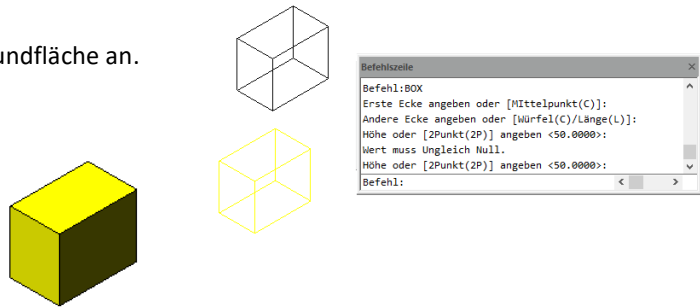 undfläche an.
Befehlszeile
Befehl:BOX
Erste Ecke angeben oder [MIttelpunkt(C)]:
Andere Ecke angeben oder [Würfel(C)/Länge(L)]:
Höhe oder [2Punkt(2P)] angeben <50.0000>:
Wert muss Ungleich Null.
Höhe oder [2Punkt(2P)] angeben <50.0000>:
Befehl: